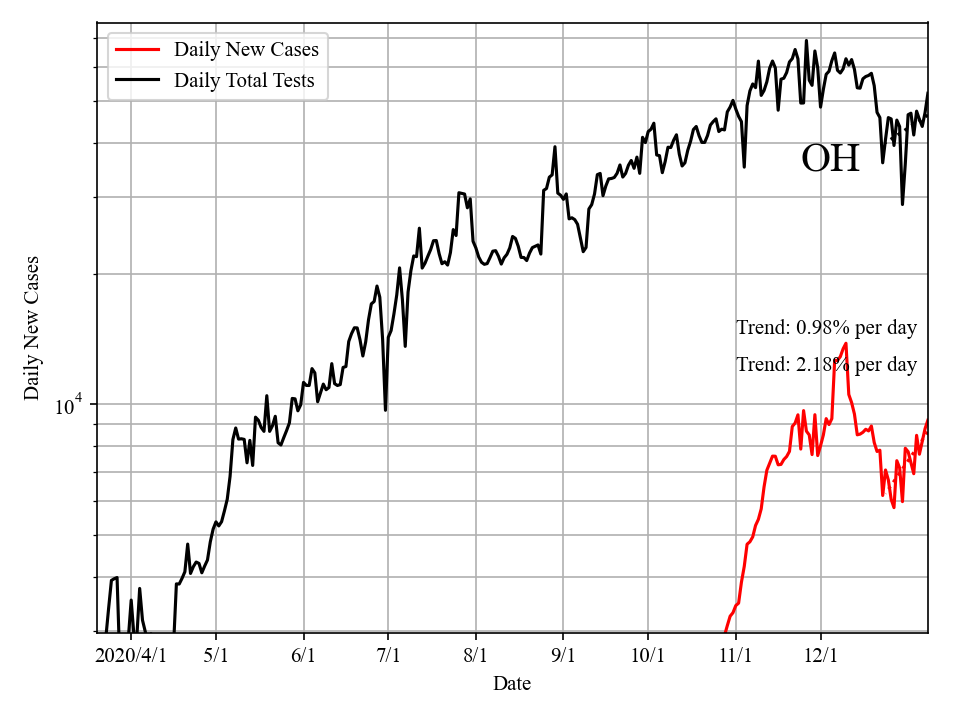 Daily New Cases
Daily Total Tests
OH
Trend: 0.98% per day
Trend: 2.18% per day
Daily New Cases
10^4
2020/4/1 5/1 6/1 7/1 8/1 9/1 10/1 11/1 12/1
Date